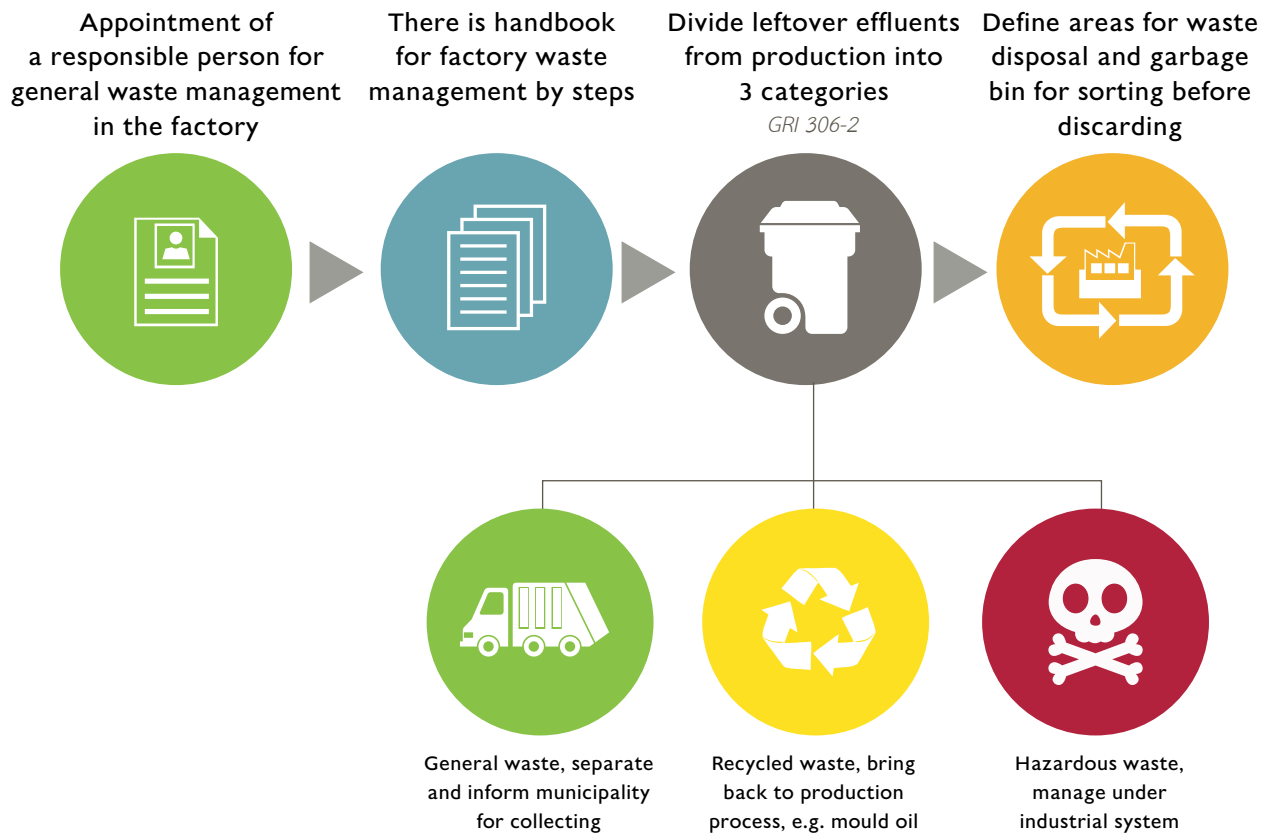 Appointment of
a responsible person for
general waste management
in the factory
There is handbook
for factory waste
management by steps
Divide leftover effluents
from production into
3 categories
GRI 306-2
Define areas for waste
disposal and garbage
bin for sorting before
discarding
General waste, separate
and inform municipality
for collecting
Recycled waste, bring
back to production
process, e.g. mould oil
Hazardous waste,
manage under
industrial system